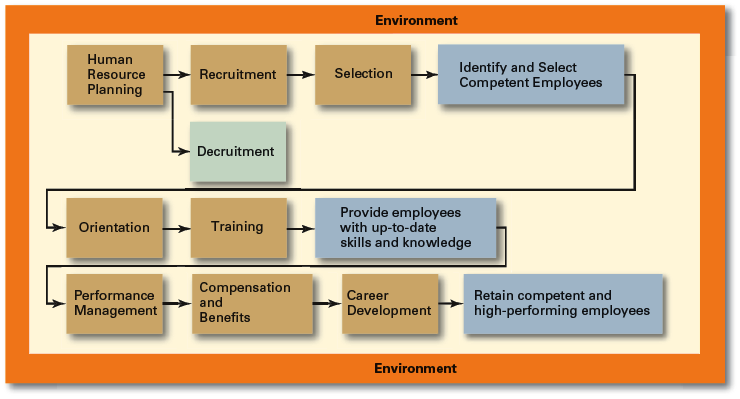 Environment
Human
Resource
Planning
Recruitment
Selection
Identify and Select
Competent Employees
Decruitment
Orientation
Training
Provide employees
with up-to-date
skills and knowledge
Performance
Management
Compensation
and
Benefits
Career
Development
Retain competent and
high-performing employees
Environment